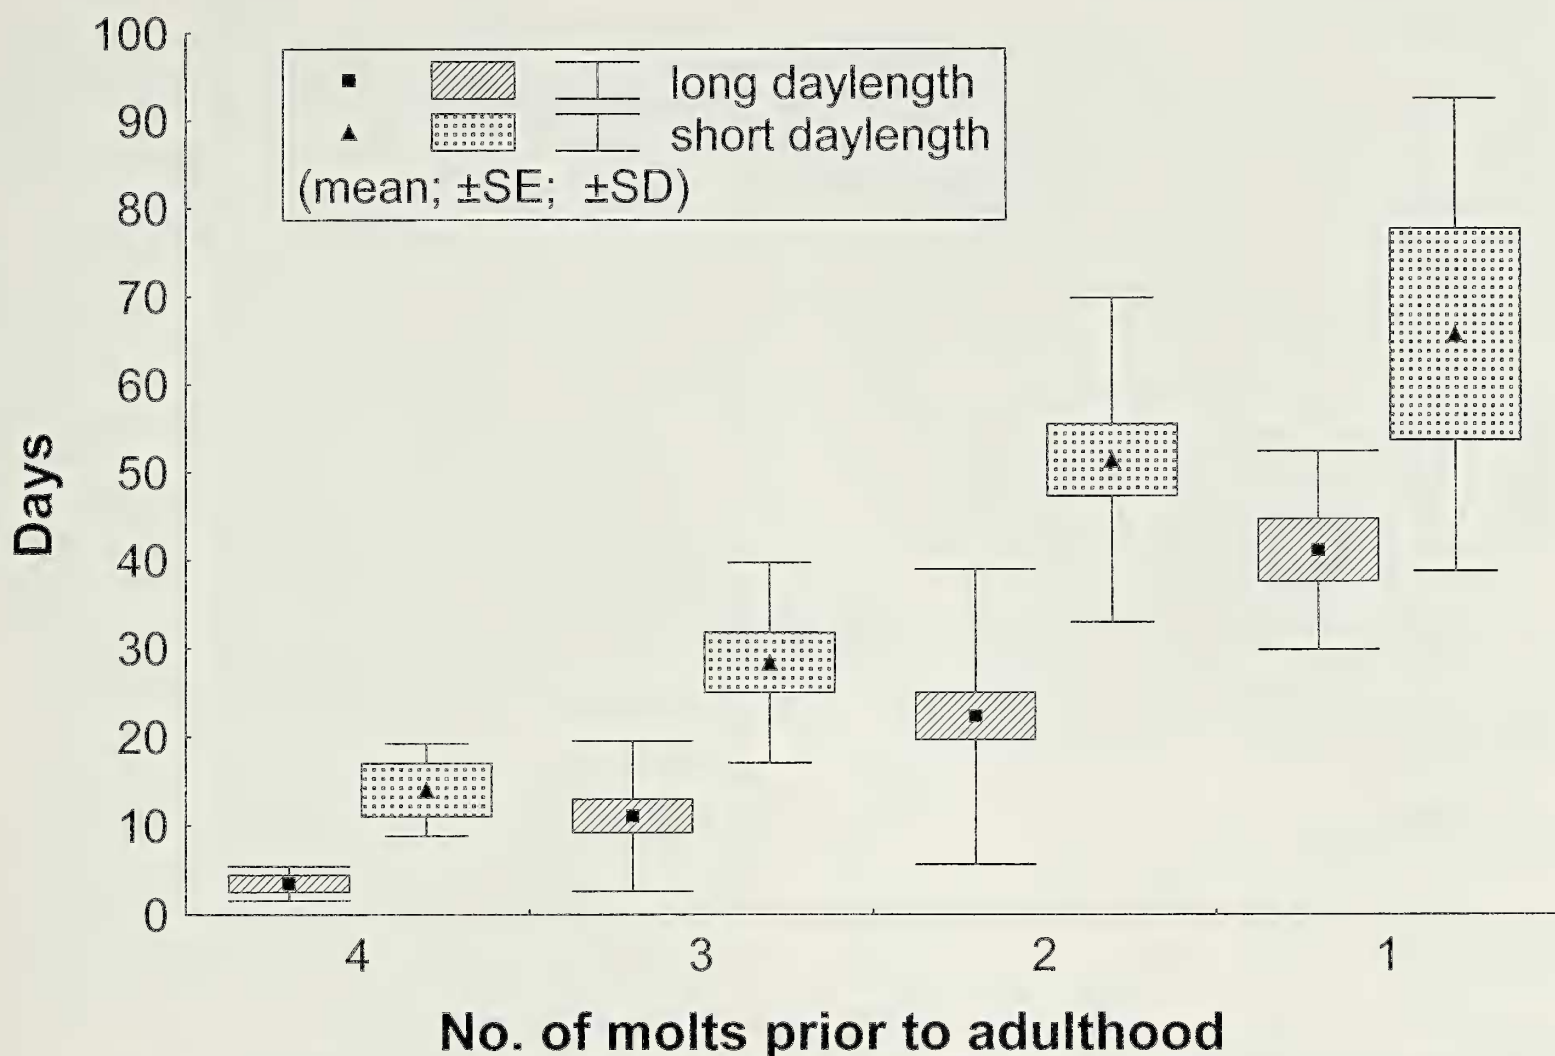 100
90
80
70
60
50
40
30
20
10
0
Days
long daylength
short daylength
(mean; ±SE; ±SD)
4 3 2 1
No. of molts prior to adulthood